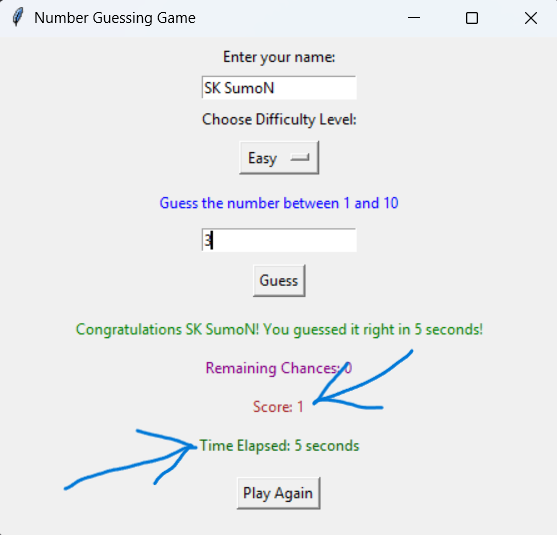 Number Guessing Game
Enter your name:
SK SumoN
Choose Difficulty Level:
Easy
Guess the number between 1 and 10
3
Guess
Congratulations SK SumoN! You guessed it right in 5 seconds!
Remaining Chances: 0
Score: 1
Time Elapsed: 5 seconds
Play Again